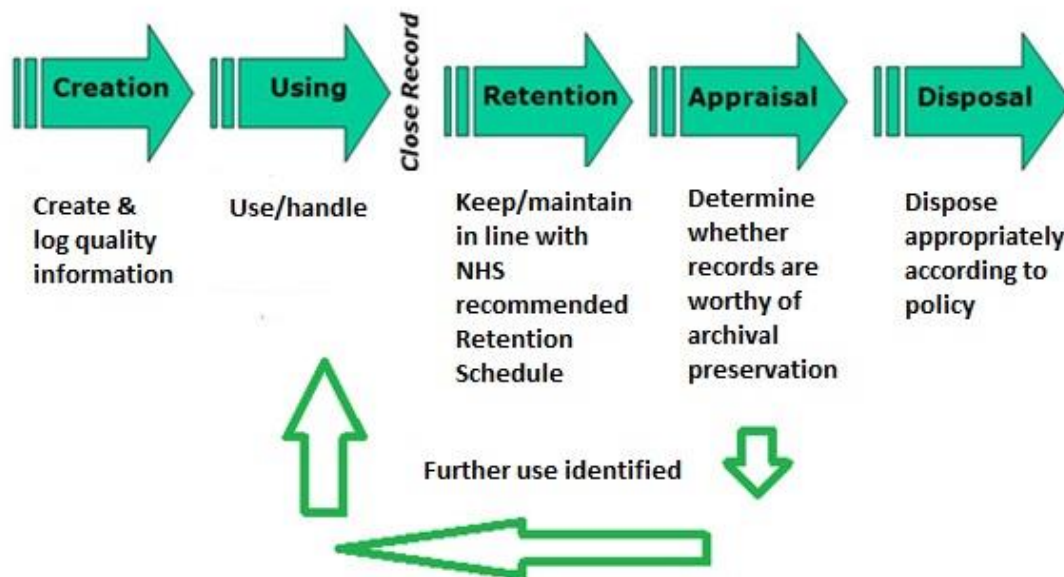 Creation
Using
Close Record
Retention
Appraisal
Disposal
Create &
log quality
information
Use/handle
Keep/maintain
in line with
NHS
recommended
Retention
Schedule
Determine
whether
records are
worthy of
archival
preservation
Dispose
appropriately
according to
policy
Further use identified